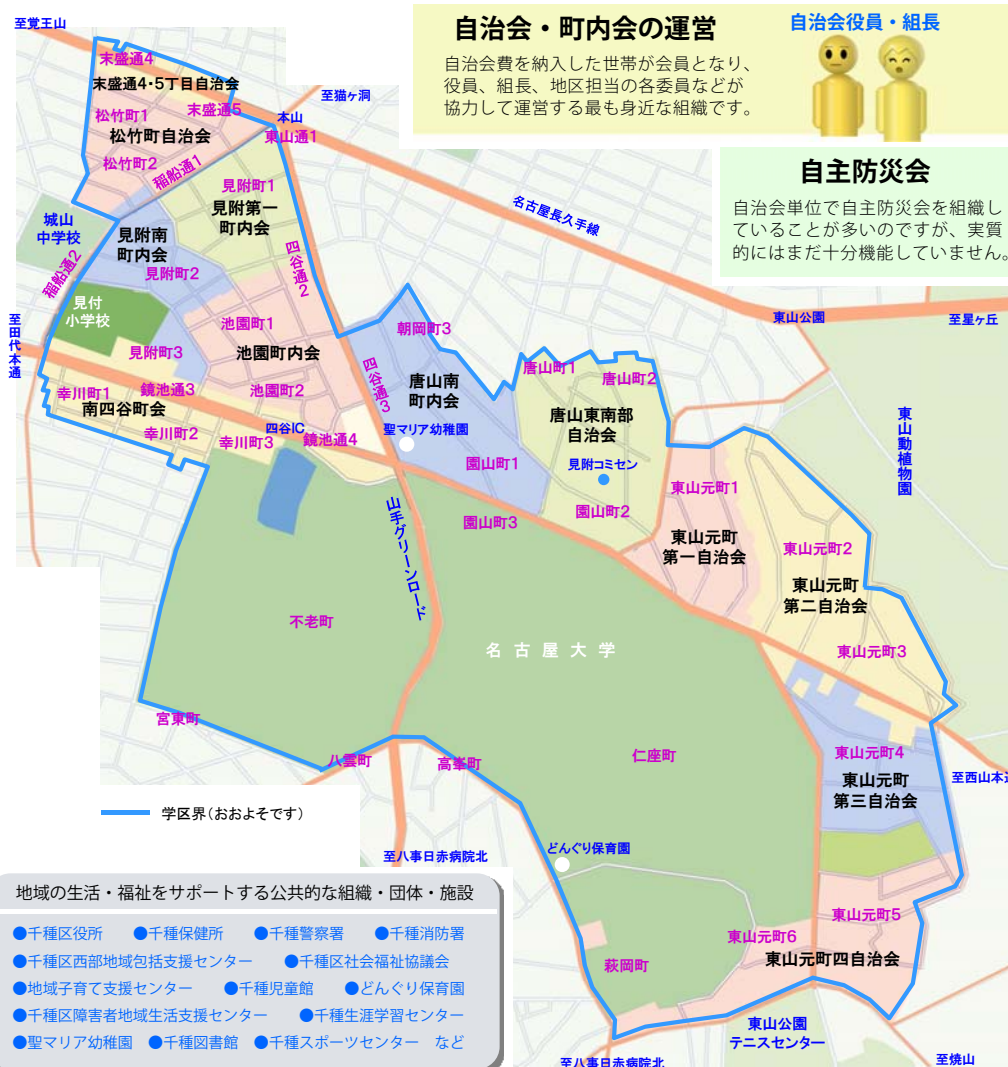 自治会・町内会の運営
自治会費を納入した世帯が会員となり、
役員、組長、地区担当の各委員などが
協力して運営する最も身近な組織です。
自治会役員・組長
自主防災会
自治会単位で自主防災会を組織し
ていることが多いのですが、実質
的にはまだ十分機能していません。
至覚王山
末盛通4
末盛通4・5丁目自治会
至猫ヶ洞
松竹町1
末盛通5
本山
松竹町自治会
東山通1
松竹町2
稲船通1
見附町1
見附第一
町内会
名古屋長久手線
城山
中学校
見附南
町内会
四谷通2
稲船通2
見附町2
見付
小学校
至田代本通
池園町1
朝岡町3
東山公園
至星ヶ丘
見附町3
池園町内会
四谷通3
唐山町1
唐山町2
幸川町1
鏡池通3
池園町2
唐山南
町内会
南四谷町会
唐山東南部
自治会
東山動植物園
四谷IC
聖マリア幼稚園
幸川町2
幸川町3
鏡池通4
園山町1
見附コミセン
東山元町1
山手グリーンロード
園山町3
園山町2
東山元町
第一自治会
東山元町2
東山元町
第二自治会
不老町
名古屋大学
東山元町3
宮東町
八雲町
高峯町
仁座町
東山元町4
至西山本通
東山元町
第三自治会
学区界(おおよそです)
至八事日赤病院北
どんぐり保育園
東山元町5
東山元町6
萩岡町
東山元町四自治会
東山公園
テニスセンター
至八事日赤病院北
至焼山
地域の生活・福祉をサポートする公共的な組織・団体・施設
●千種区役所 ●千種保健所 ●千種警察署 ●千種消防署
●千種区西部地域包括支援センター ●千種区社会福祉協議会
●地域子育て支援センター ●千種児童館 ●どんぐり保育園
●千種区障害者地域生活支援センター ●千種生涯学習センター
●聖マリア幼稚園 ●千種図書館 ●千種スポーツセンター など